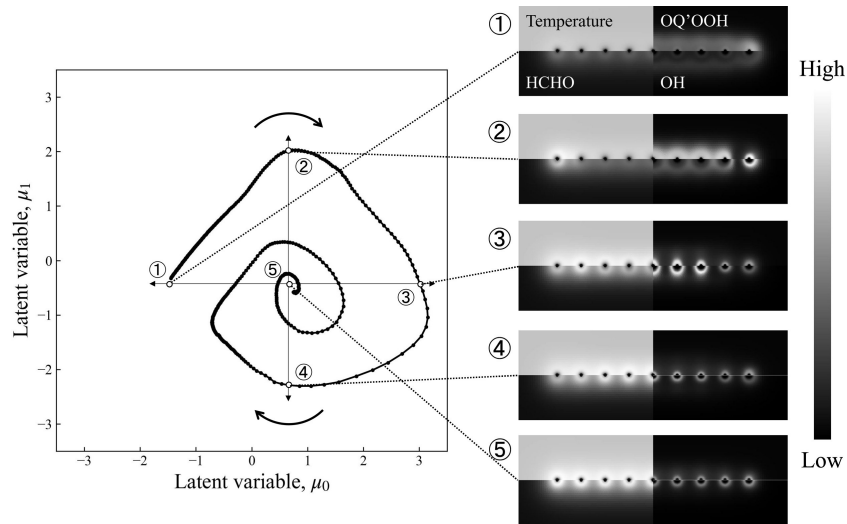 ① Temperature OQ'OOH
HCHO OH
High
②
③
④
⑤
Low
Latent variable, μ₁
3
2
1
0
−1
−2
−3
①
②
③
④
⑤
−3 −2 −1 0 1 2 3
Latent variable, μ₀